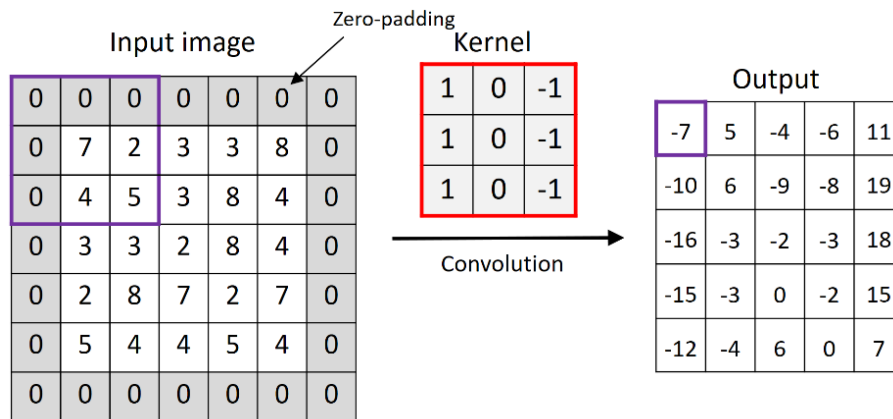 Zero-padding
Input image
Kernel
Output
0 0 0 0 0 0 0
0 7 2 3 3 8 0
0 4 5 3 8 4 0
0 3 3 2 8 4 0
0 2 8 7 2 7 0
0 5 4 4 5 4 0
0 0 0 0 0 0 0
1 0 -1
1 0 -1
1 0 -1
Convolution
-7 5 -4 -6 11
-10 6 -9 -8 19
-16 -3 -2 -3 18
-15 -3 0 -2 15
-12 -4 6 0 7